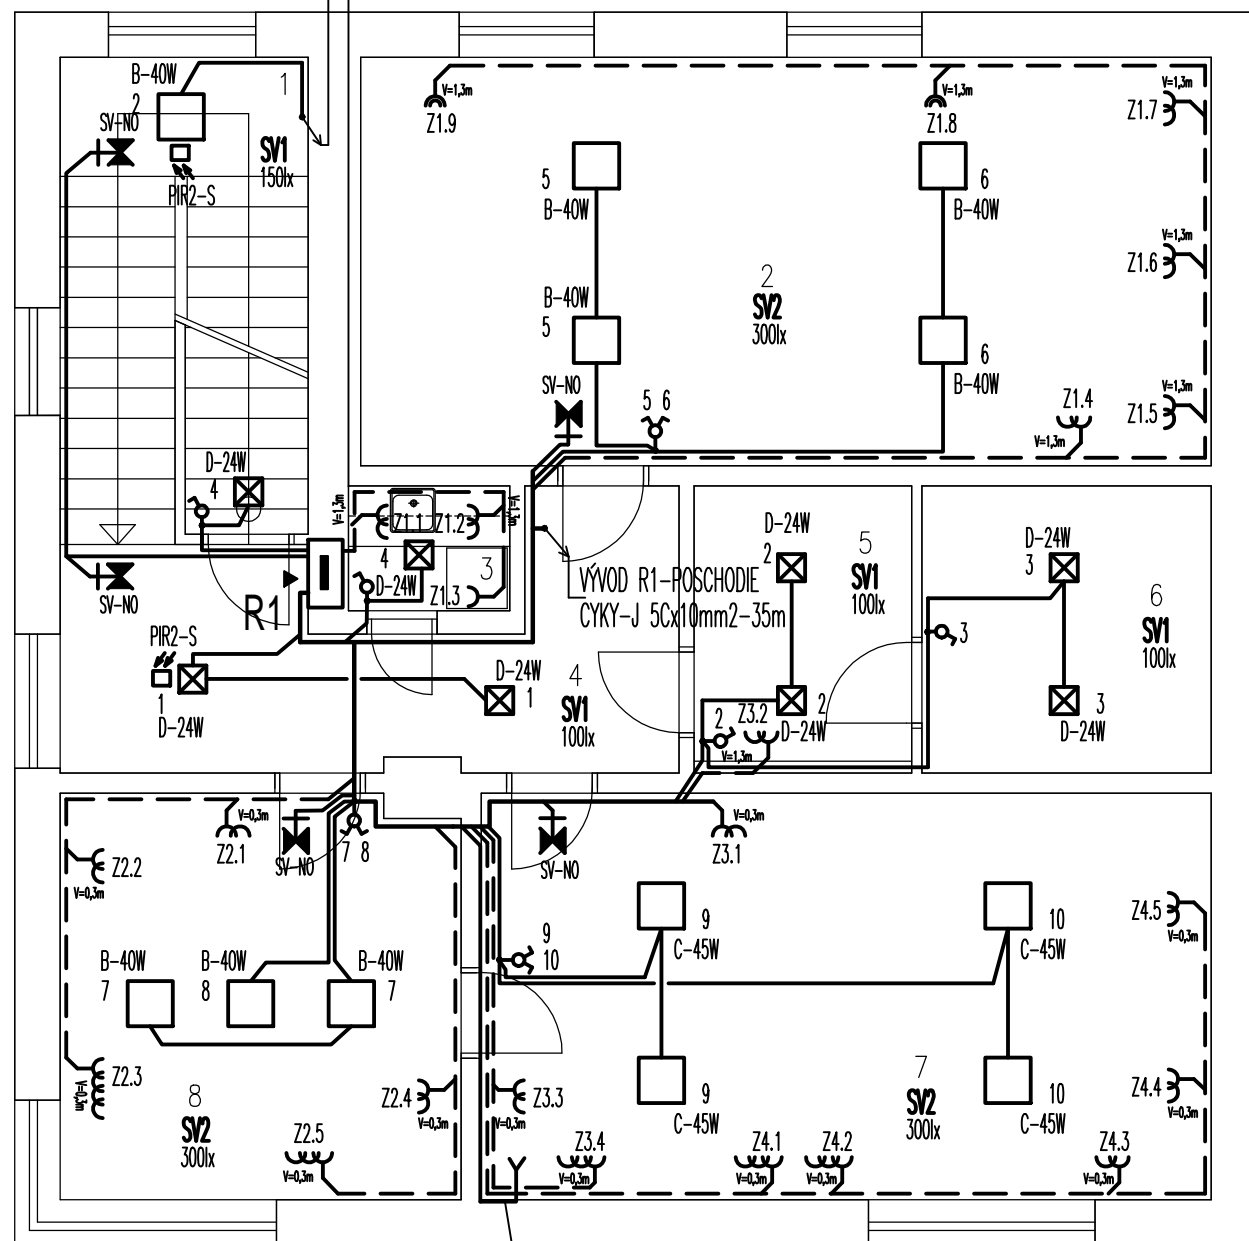 B-40W
2
1
SV-NO
SV1
150lx
PIR2-S
V=1,3m
Z1.9
V=1,3m
Z1.8
V=1,3m
Z1.7
5
B-40W
6
B-40W
V=1,3m
Z1.6
2
SV2
300lx
B-40W
5
6
B-40W
SV-NO
5 6
Z1.4
V=1,3m
V=1,3m
Z1.5
D-24W
4
V=1,3m
Z1.1
Z1.2
V=1,3m
4
D-24W
3
Z1.3
R1
SV-NO
VÝVOD R1-POSCHODIE
CYKY-J 5Cx10mm2-35m
D-24W
2
5
SV1
100lx
D-24W
3
6
SV1
100lx
3
PIR2-S
1
D-24W
D-24W
1
4
SV1
100lx
2
Z3.2
V=1,3m
2
D-24W
3
D-24W
V=0,3m
Z2.1
SV-NO
7 8
SV-NO
V=0,3m
Z3.1
Z2.2
V=0,3m
B-40W
7
B-40W
8
B-40W
7
9
10
9
C-45W
10
C-45W
Z4.5
V=0,3m
Z2.3
V=0,3m
8
SV2
300lx
Z2.4
V=0,3m
Z2.5
V=0,3m
Z3.3
V=0,3m
9
C-45W
7
SV2
300lx
10
C-45W
Z4.4
V=0,3m
Z3.4
V=0,3m
Z4.1
V=0,3m
Z4.2
V=0,3m
Z4.3
V=0,3m